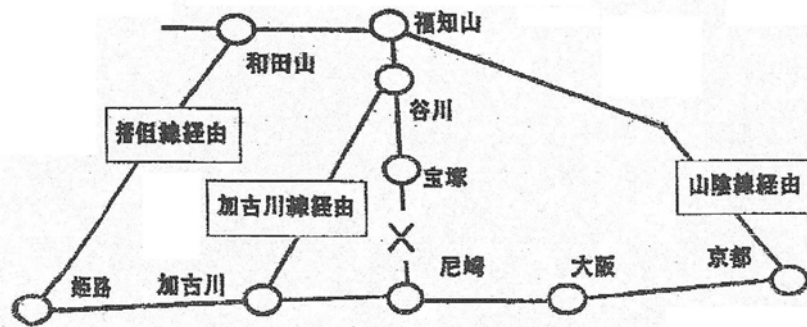 福知山
和田山
谷川
播但線経由
宝塚
加古川線経由
山陰線経由
尼崎
大阪
京都
姫路
加古川